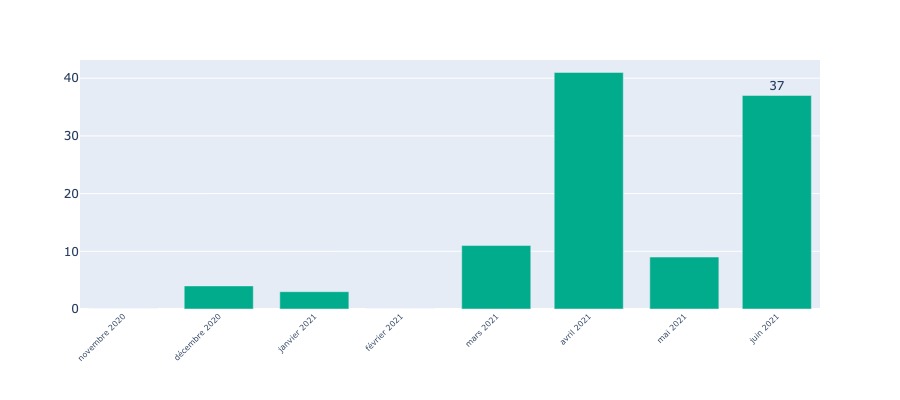 40
37
30
20
10
0
novembre 2020
décembre 2020
janvier 2021
février 2021
mars 2021
avril 2021
mai 2021
juin 2021